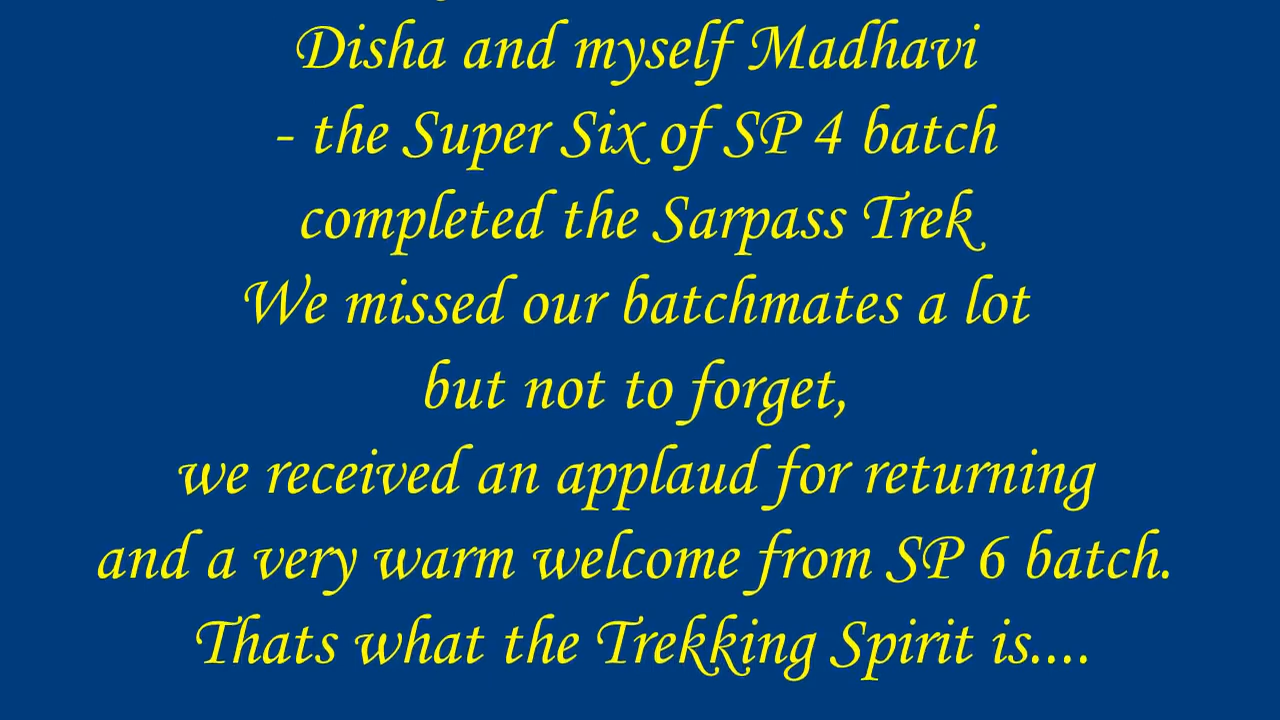 Disha and myself Madhavi
- the Super Six of SP 4 batch
completed the Sarpass Trek
We missed our batchmates a lot
but not to forget,
we received an applaud for returning
and a very warm welcome from SP 6 batch.
Thats what the Trekking Spirit is....